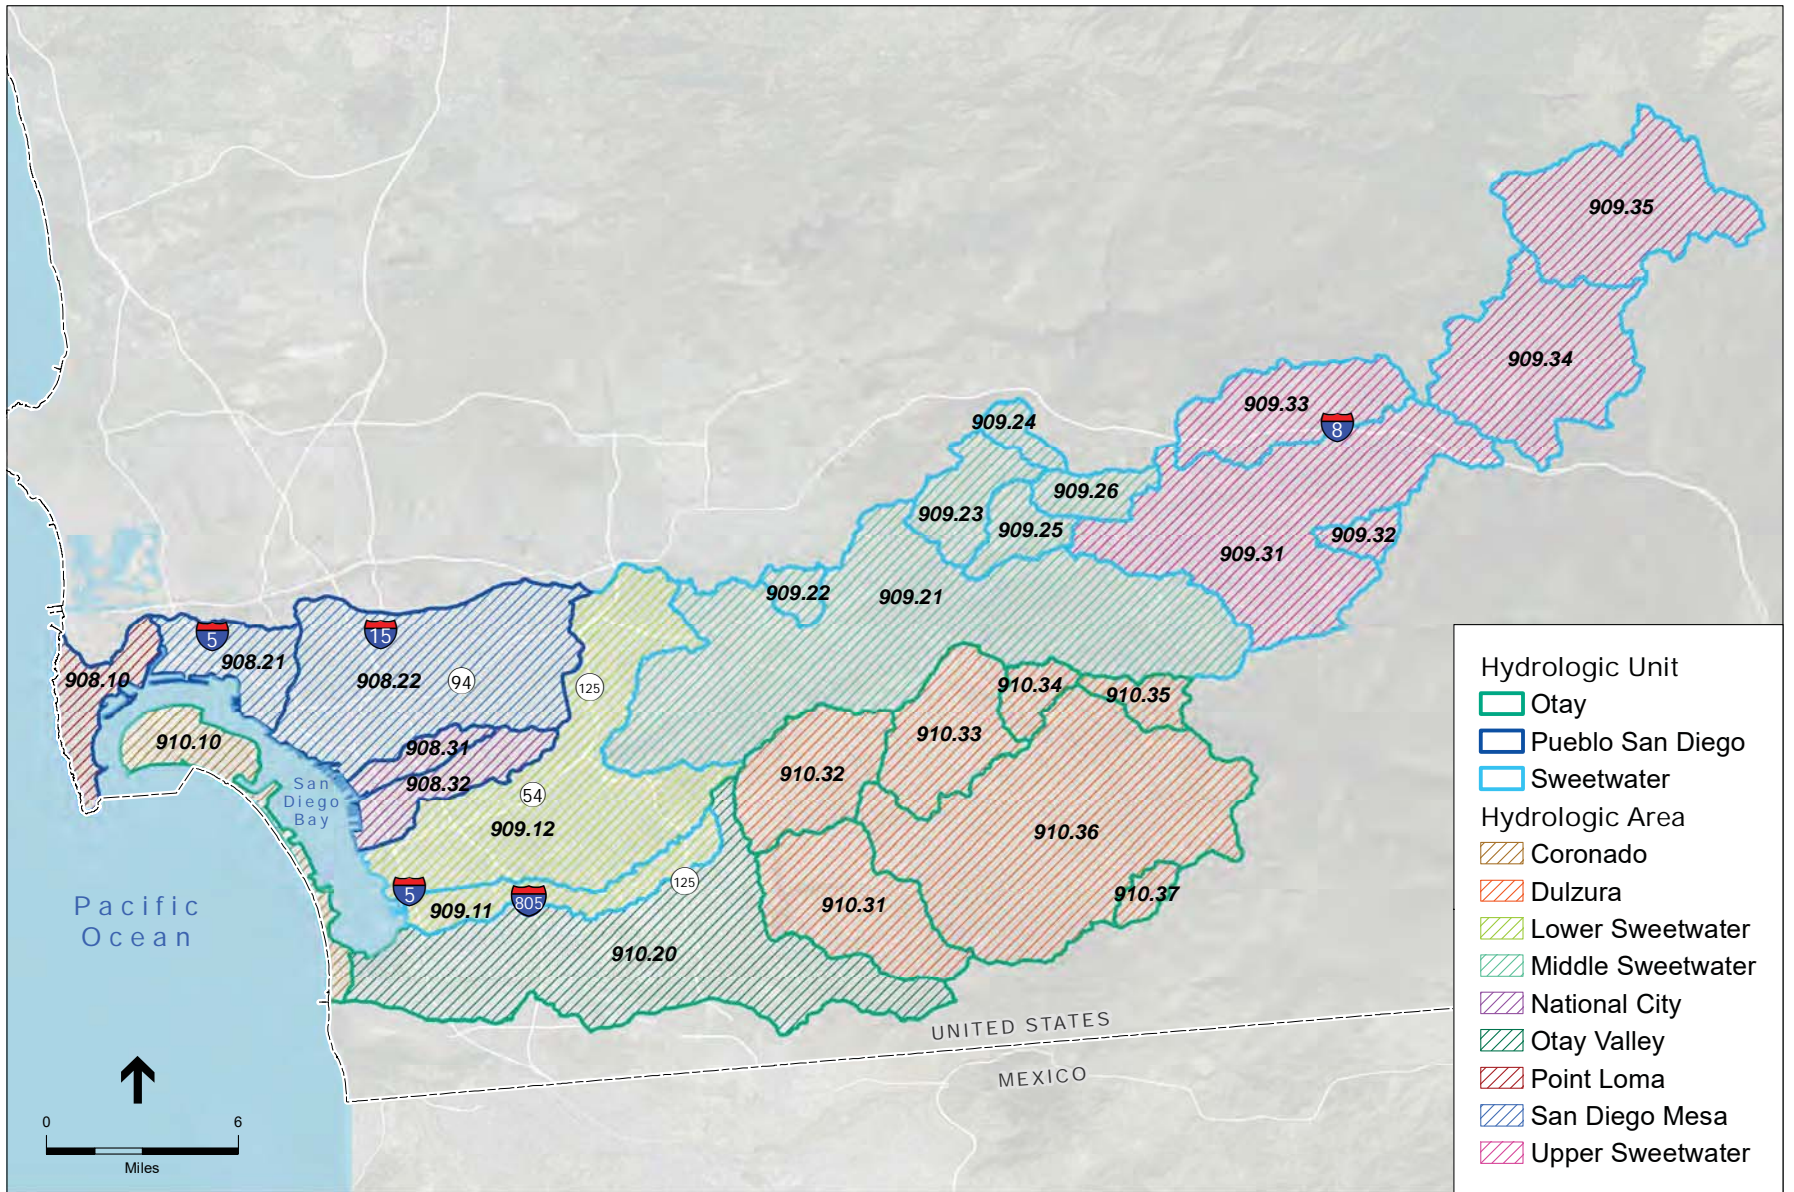 909.35
909.34
909.33
8
909.24
909.26
909.23
909.25
909.32
909.31
909.22
909.21
5
15
908.21
908.10
908.22
94
125
910.34
910.35
910.10
908.31
910.33
910.32
908.32
San
Diego
Bay
54
909.12
910.36
125
5
805
909.11
910.31
910.37
Pacific
Ocean
910.20
UNITED STATES
MEXICO
0 6
Miles
Hydrologic Unit
Otay
Pueblo San Diego
Sweetwater
Hydrologic Area
Coronado
Dulzura
Lower Sweetwater
Middle Sweetwater
National City
Otay Valley
Point Loma
San Diego Mesa
Upper Sweetwater